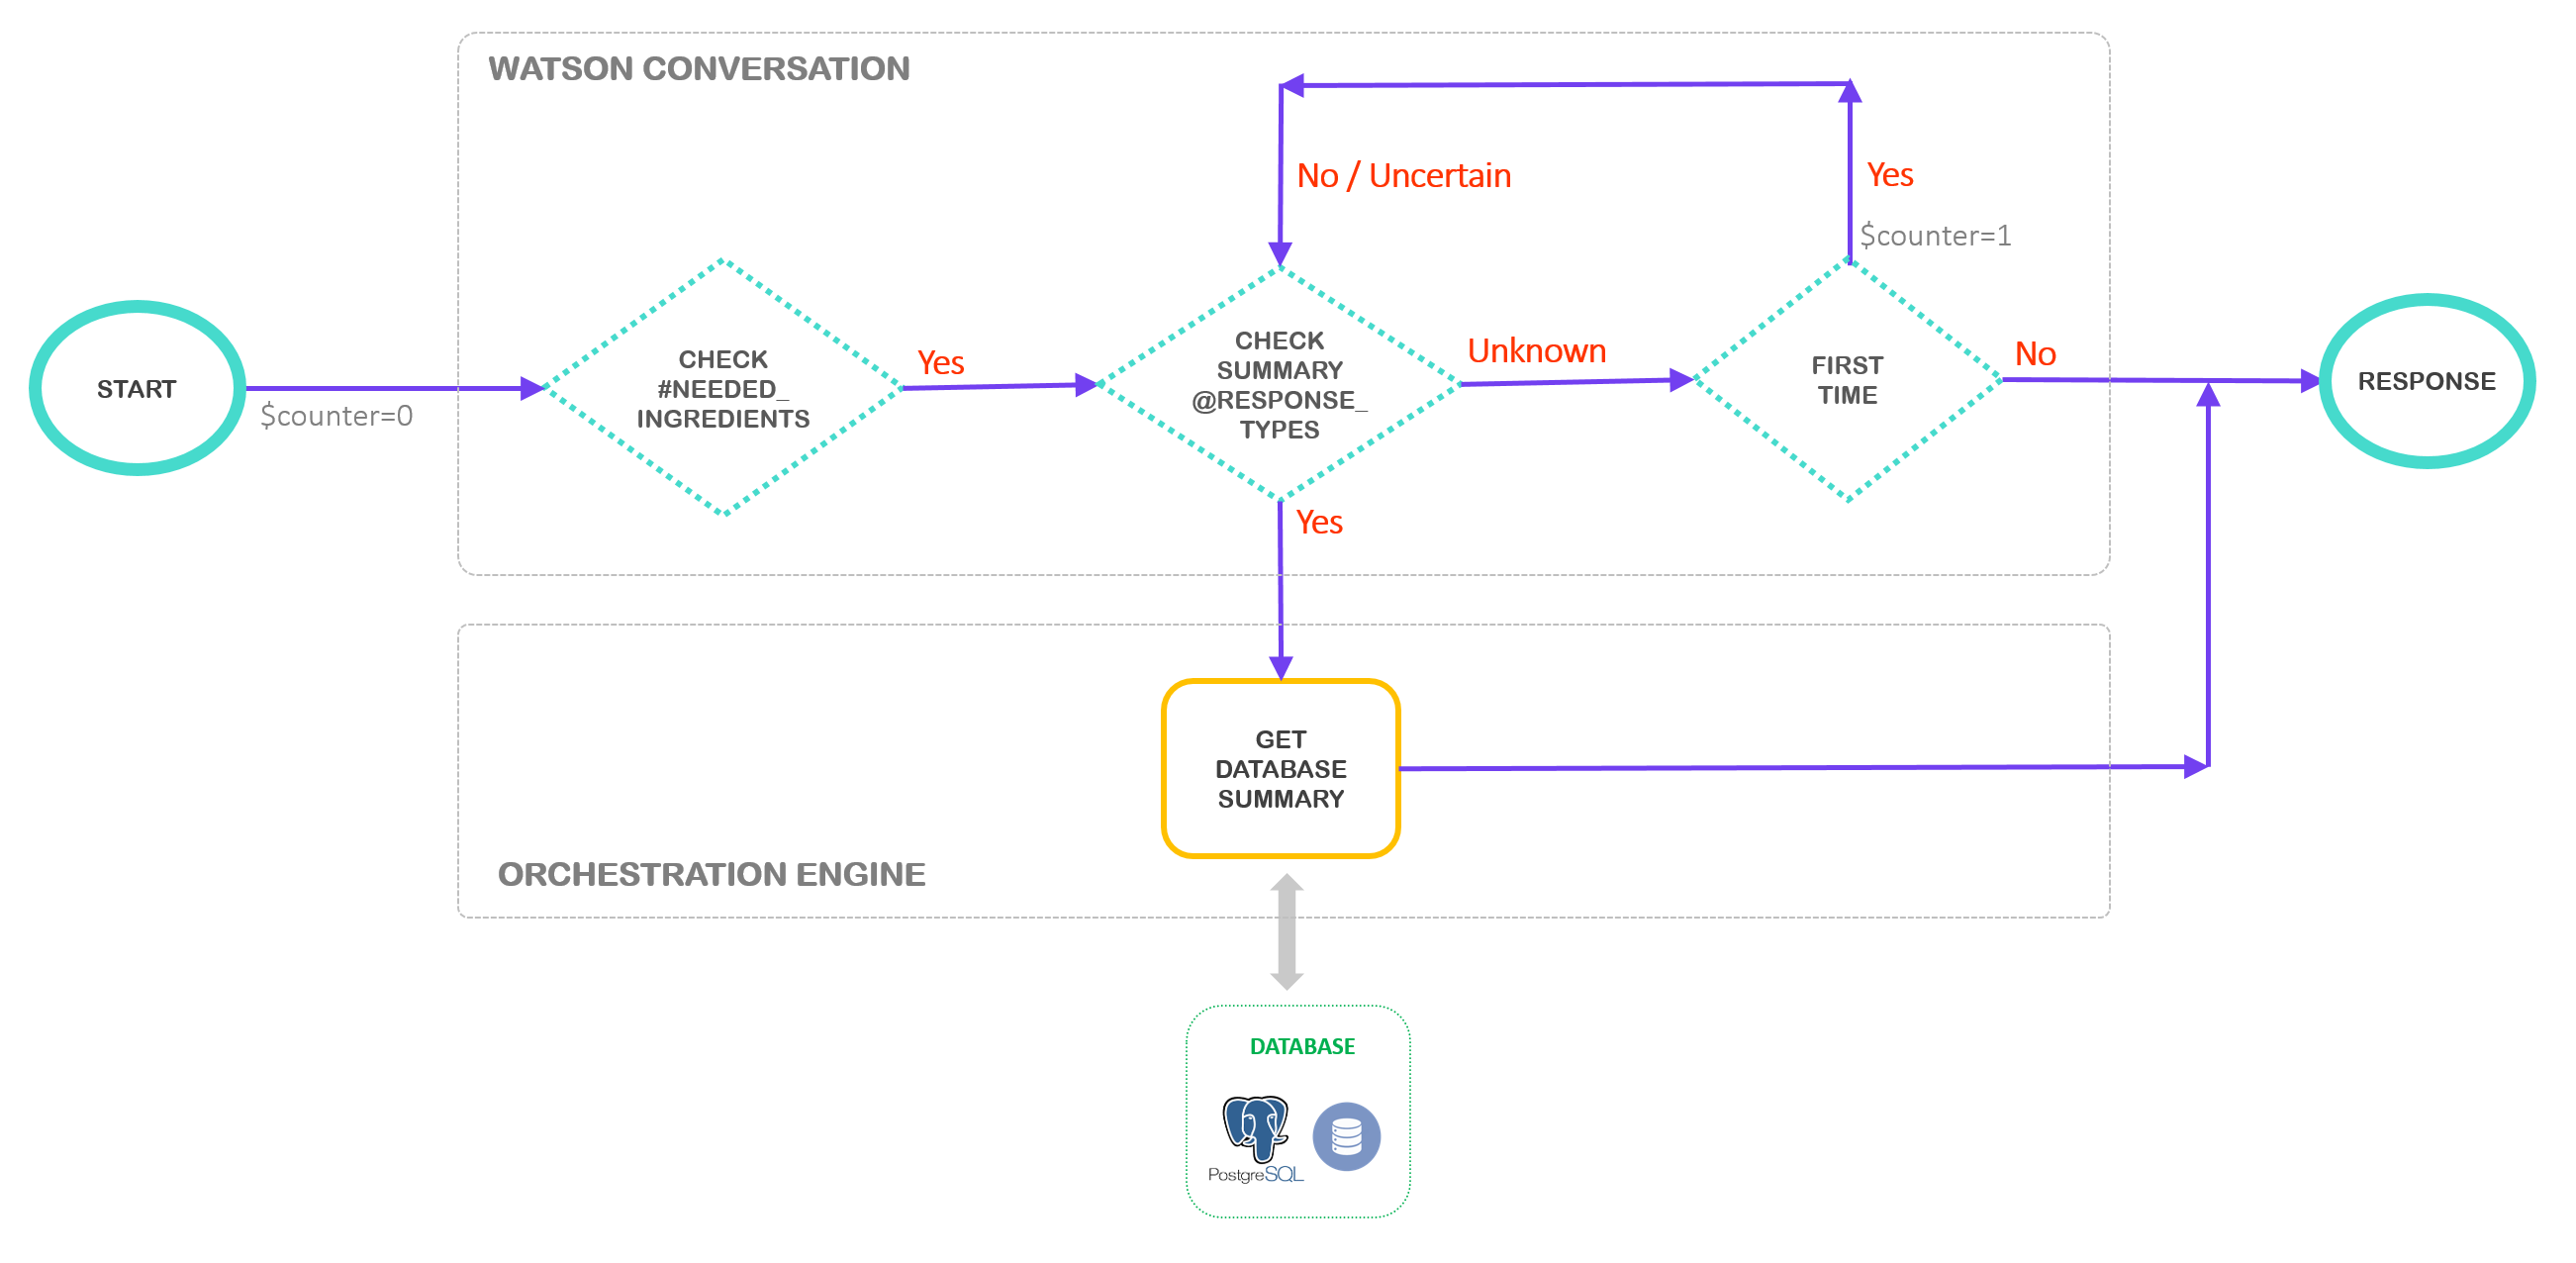 WATSON CONVERSATION
No / Uncertain
Yes
$counter=1
START
$counter=0
CHECK
#NEEDED_
INGREDIENTS
Yes
CHECK
SUMMARY
@RESPONSE_
TYPES
Unknown
FIRST
TIME
No
RESPONSE
Yes
GET
DATABASE
SUMMARY
ORCHESTRATION ENGINE
DATABASE
PostgreSQL